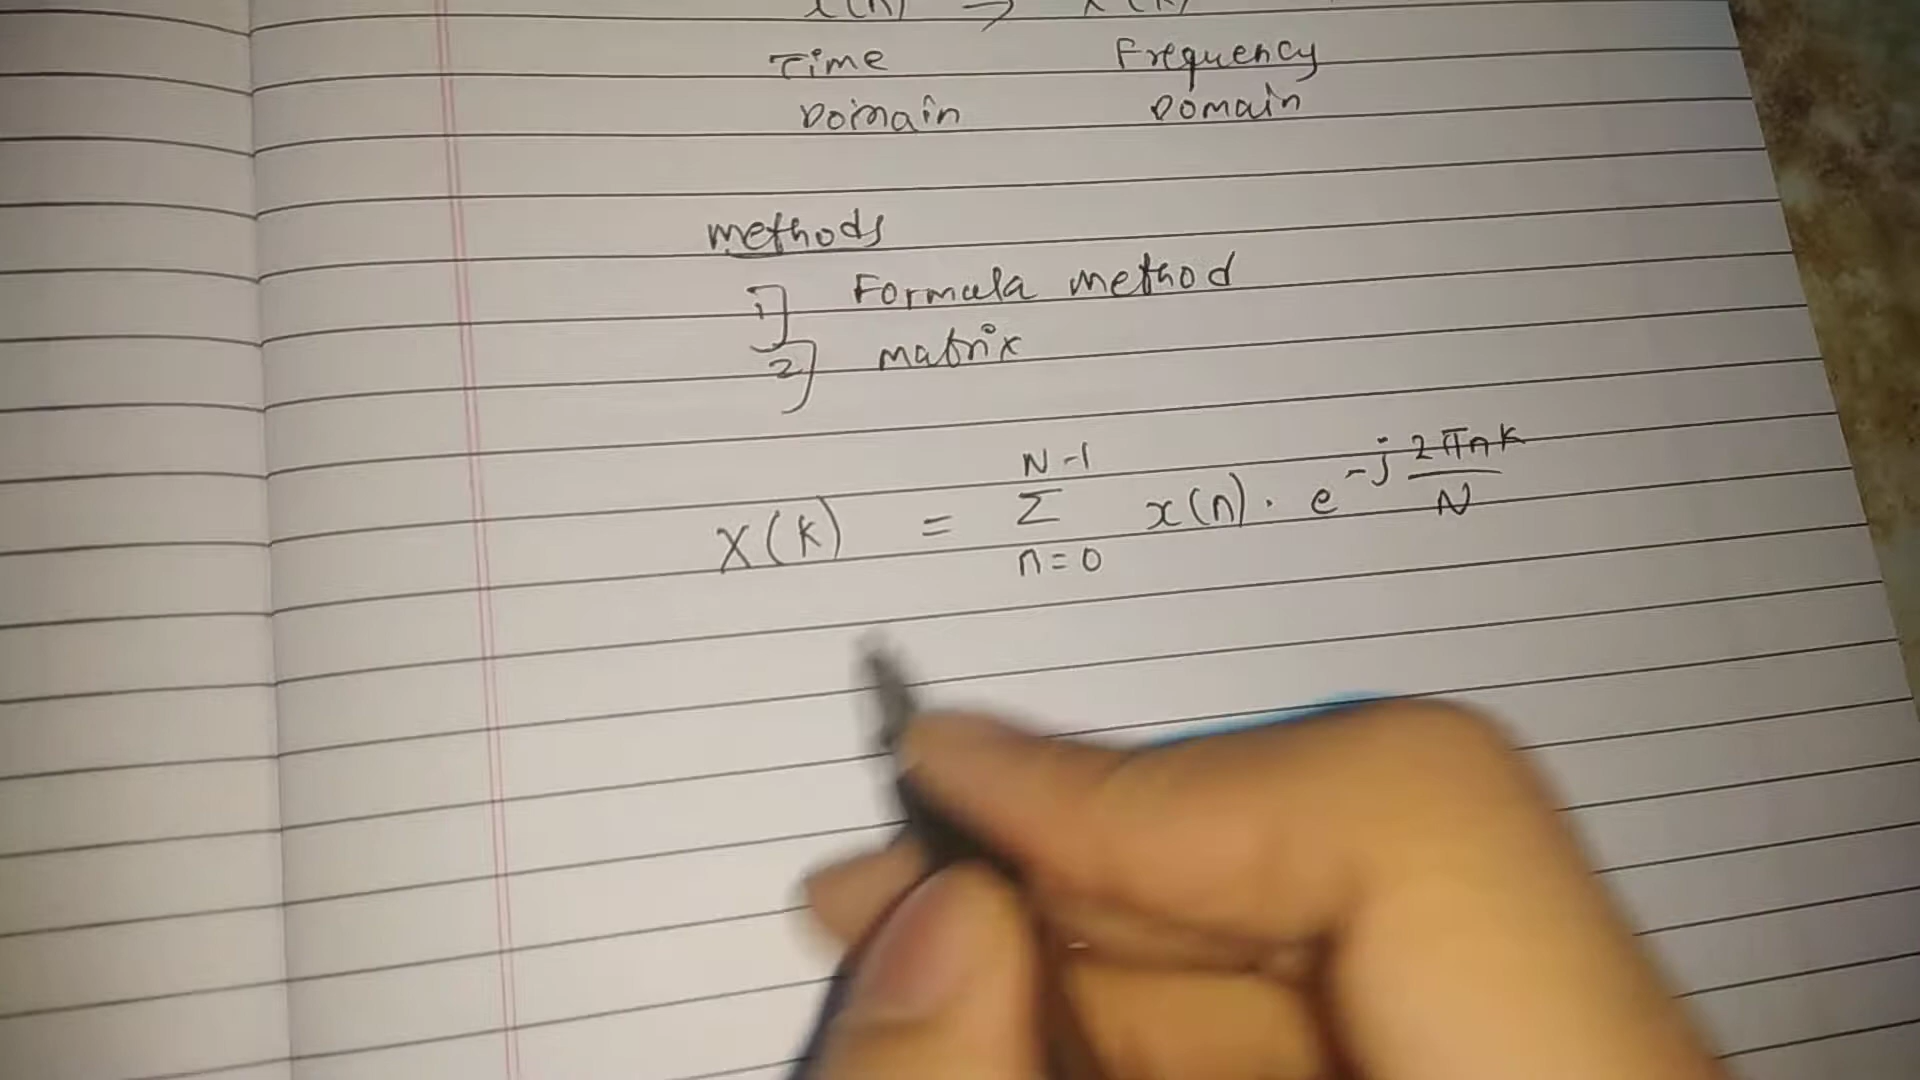 x(n) → X(k)
Time Frequency
Domain Domain
methods
1) Formula method
2) matrix
X(k) = N-1 Σ n=0 x(n) · e^-j 2πnk/N